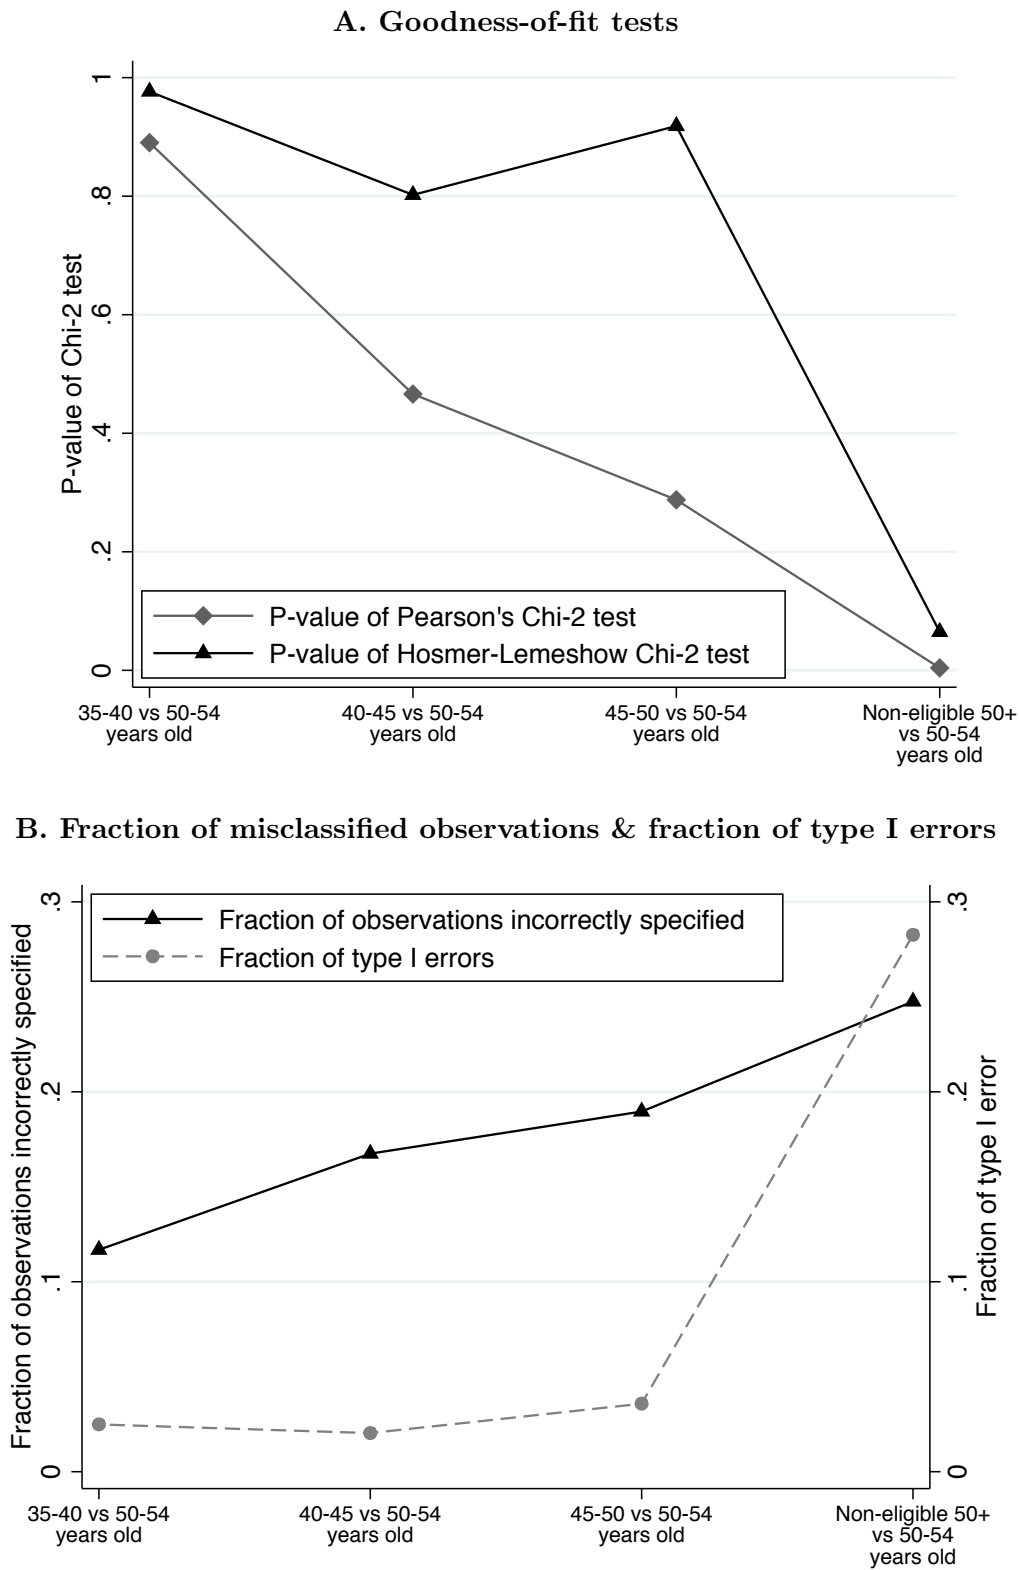 A. Goodness-of-fit tests
P-value of Chi-2 test
1
.8
.6
.4
.2
0
P-value of Pearson's Chi-2 test
P-value of Hosmer-Lemeshow Chi-2 test
35-40 vs 50-54
years old
40-45 vs 50-54
years old
45-50 vs 50-54
years old
Non-eligible 50+
vs 50-54
years old
B. Fraction of misclassified observations & fraction of type I errors
Fraction of observations incorrectly specified
.3
.2
.1
0
Fraction of observations incorrectly specified
Fraction of type I errors
.3
.2
.1
0
Fraction of type I error
35-40 vs 50-54
years old
40-45 vs 50-54
years old
45-50 vs 50-54
years old
Non-eligible 50+
vs 50-54
years old